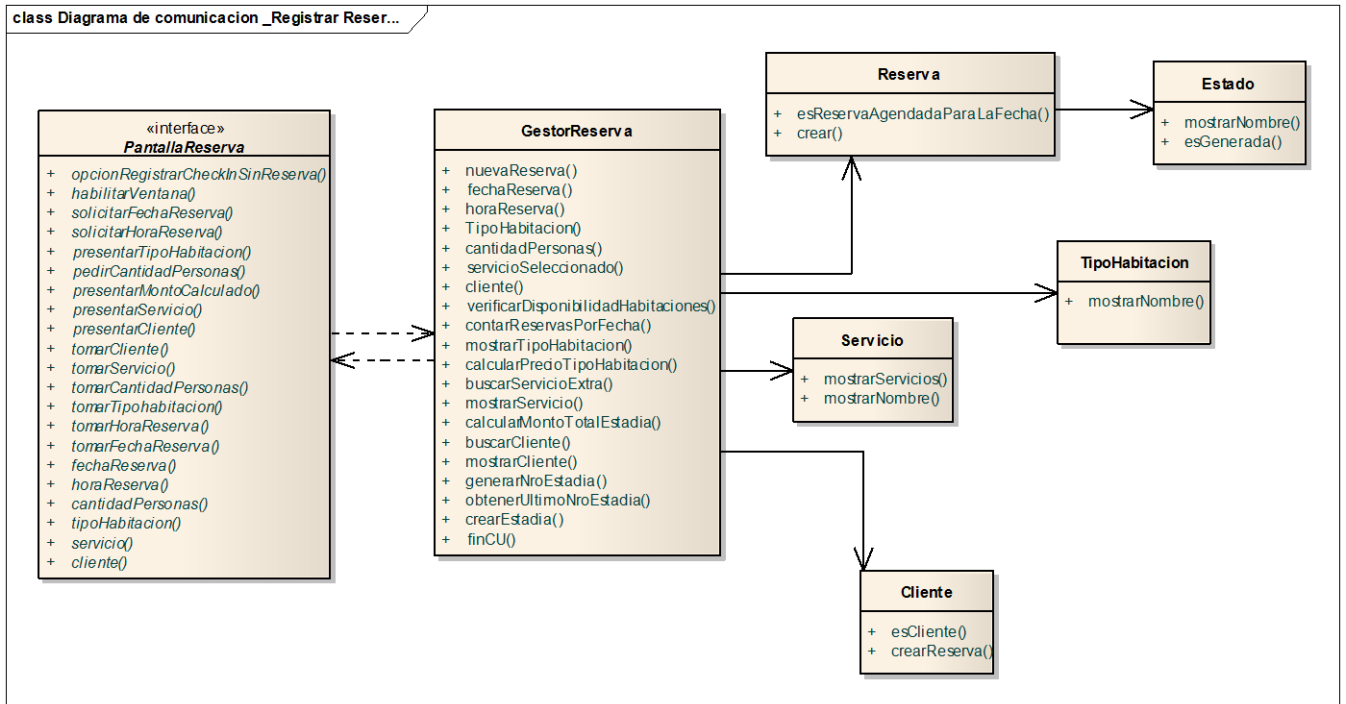 class Diagrama de comunicacion _Registrar Reser...
«interface»
PantallaReserva
+ opcionRegistrarCheckInSinReserva()
+ habilitarVentana()
+ solicitarFechaReserva()
+ solicitarHoraReserva()
+ presentarTipoHabitacion()
+ pedirCantidadPersonas()
+ presentarMontoCalculado()
+ presentarServicio()
+ presentarCliente()
+ tomarCliente()
+ tomarServicio()
+ tomarCantidadPersonas()
+ tomarTipohabitacion()
+ tomarHoraReserva()
+ tomarFechaReserva()
+ fechaReserva()
+ horaReserva()
+ cantidadPersonas()
+ tipoHabitacion()
+ servicio()
+ cliente()
GestorReserva
+ nuevaReserva()
+ fechaReserva()
+ horaReserva()
+ TipoHabitacion()
+ cantidadPersonas()
+ servicioSeleccionado()
+ cliente()
+ verificarDisponibilidadHabitaciones()
+ contarReservasPorFecha()
+ mostrarTipoHabitacion()
+ calcularPrecioTipoHabitacion()
+ buscarServicioExtra()
+ mostrarServicio()
+ calcularMontoTotalEstadia()
+ buscarCliente()
+ mostrarCliente()
+ generarNroEstadia()
+ obtenerUltimoNroEstadia()
+ crearEstadia()
+ finCU()
Reserva
+ esReservaAgendadaParaLaFecha()
+ crear()
Estado
+ mostrarNombre()
+ esGenerada()
TipoHabitacion
+ mostrarNombre()
Servicio
+ mostrarServicios()
+ mostrarNombre()
Cliente
+ esCliente()
+ crearReserva()